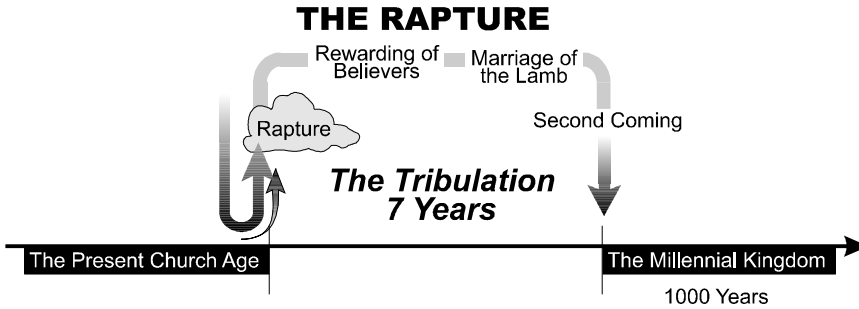 THE RAPTURE
Rewarding of
Believers
Marriage of
the Lamb
Rapture
Second Coming
The Tribulation
7 Years
The Present Church Age
The Millennial Kingdom
1000 Years